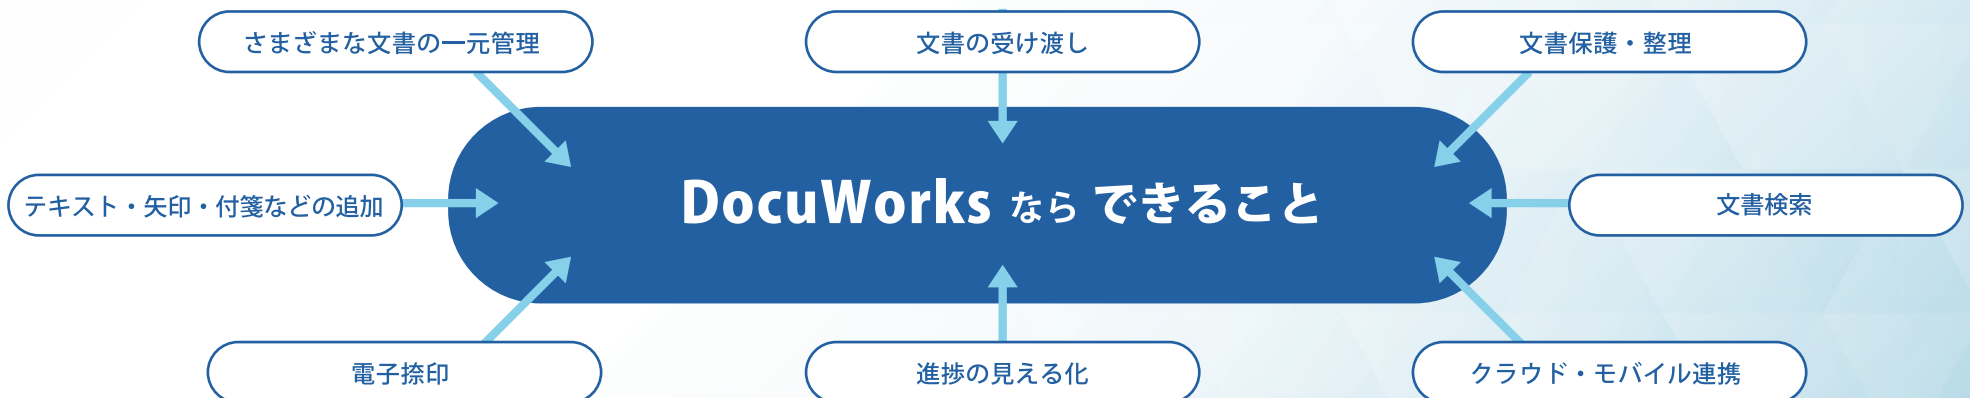 さまざまな文書の一元管理
文書の受け渡し
文書保護・整理
テキスト・矢印・付箋などの追加
DocuWorks なら できること
文書検索
電子捺印
進捗の見える化
クラウド・モバイル連携